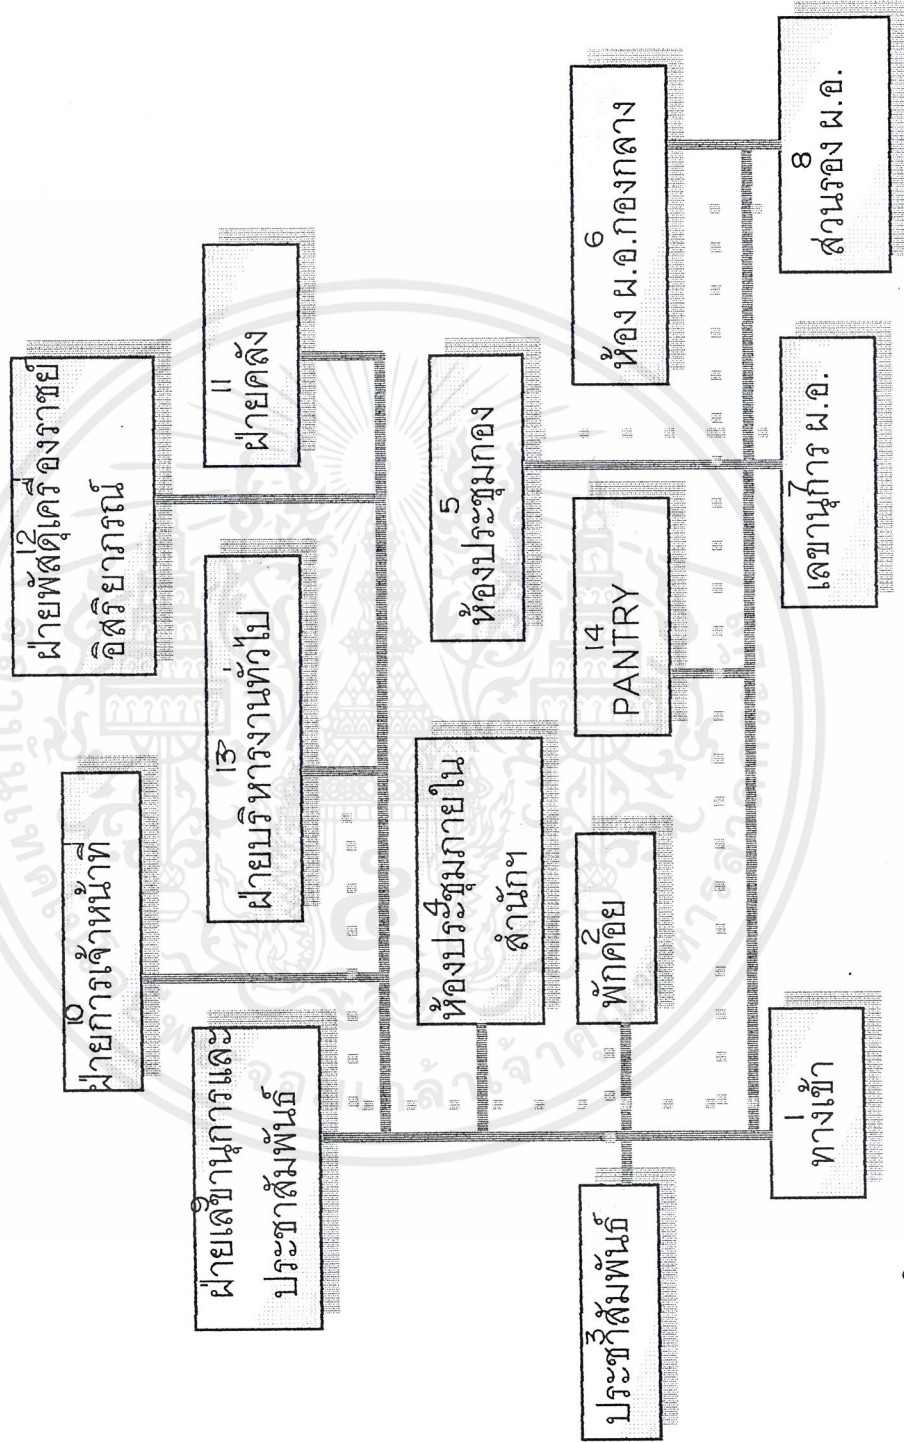 1
ทางเข้า
2
พักคอย
3
ประชาสัมพันธ์
4
ห้องประชุมภายใน
สำนักฯ
5
ห้องประชุมกอง
6
ห้อง ผ.อ.กองกลาง
7
เลขานุการ ผ.อ.
8
ส่วนรอง ผ.อ.
9
ฝ่ายเลขานุการและ
ประชาสัมพันธ์
10
ฝ่ายการเจ้าหน้าที่
11
ฝ่ายคลัง
12
ฝ่ายพัสดุเครื่องราชย์
อิสริยาภรณ์
13
ฝ่ายบริหารงานทั่วไป
14
PANTRY